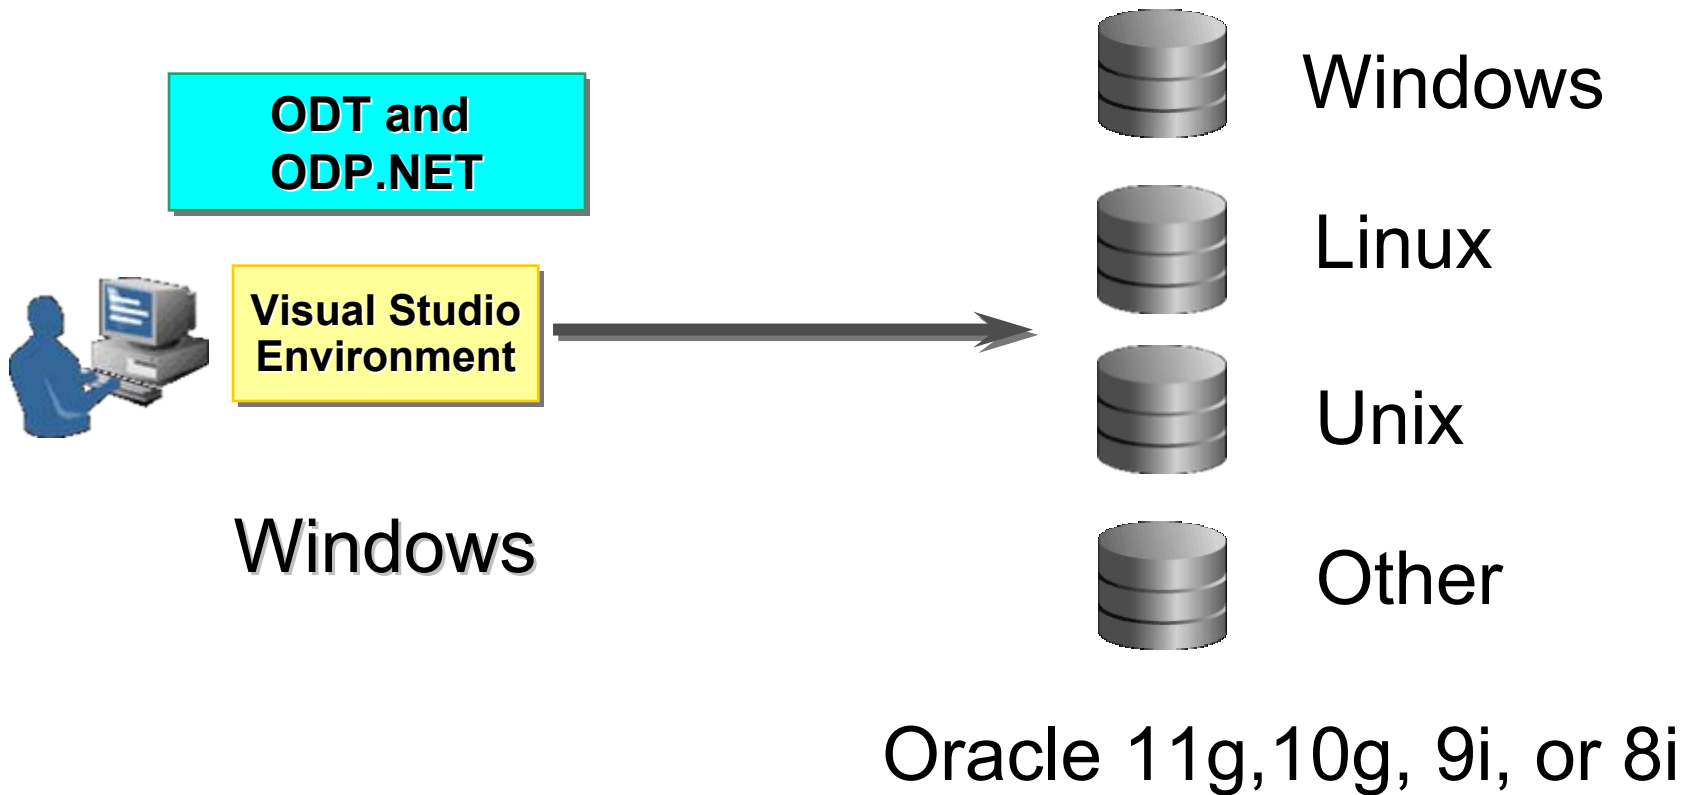 ODT and
ODP.NET
Visual Studio
Environment
Windows
Windows
Linux
Unix
Other
Oracle 11g,10g, 9i, or 8i